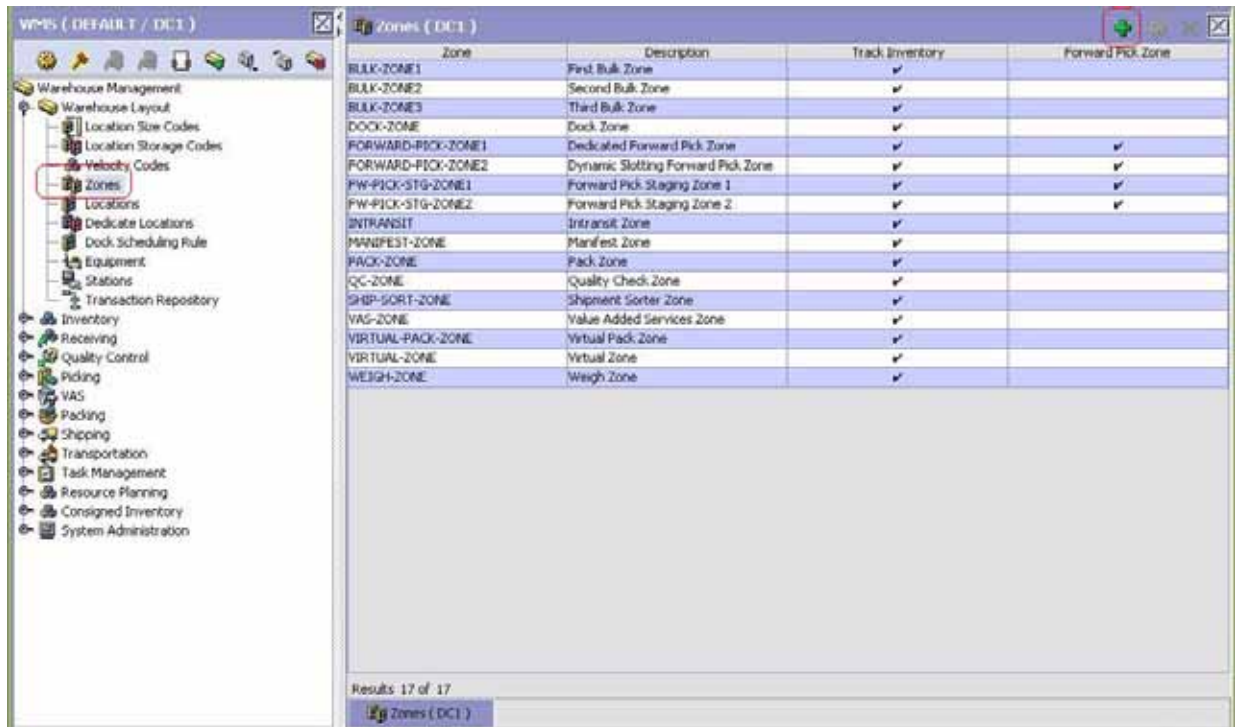 WMS ( DEFAULT / DC1 )
Warehouse Management
Warehouse Layout
Location Size Codes
Location Storage Codes
Velocity Codes
Zones
Locations
Dedicate Locations
Dock Scheduling Rule
Equipment
Stations
Transaction Repository
Inventory
Receiving
Quality Control
Picking
VAS
Packing
Shipping
Transportation
Task Management
Resource Planning
Consigned Inventory
System Administration
Zones ( DC1 )
Zone Description Track Inventory Forward Pick Zone
BULK-ZONE1 First Bulk Zone
BULK-ZONE2 Second Bulk Zone
BULK-ZONE3 Third Bulk Zone
DOCK-ZONE Dock Zone
FORWARD-PICK-ZONE1 Dedicated Forward Pick Zone
FORWARD-PICK-ZONE2 Dynamic Slotting Forward Pick Zone
FW-PICK-STG-ZONE1 Forward Pick Staging Zone 1
FW-PICK-STG-ZONE2 Forward Pick Staging Zone 2
INTRANSIT Intransit Zone
MANIFEST-ZONE Manifest Zone
PACK-ZONE Pack Zone
QC-ZONE Quality Check Zone
SHIP-SORT-ZONE Shipment Sorter Zone
VAS-ZONE Value Added Services Zone
VIRTUAL-PACK-ZONE Virtual Pack Zone
VIRTUAL-ZONE Virtual Zone
WEIGH-ZONE Weigh Zone
Results 17 of 17
Zones ( DC1 )